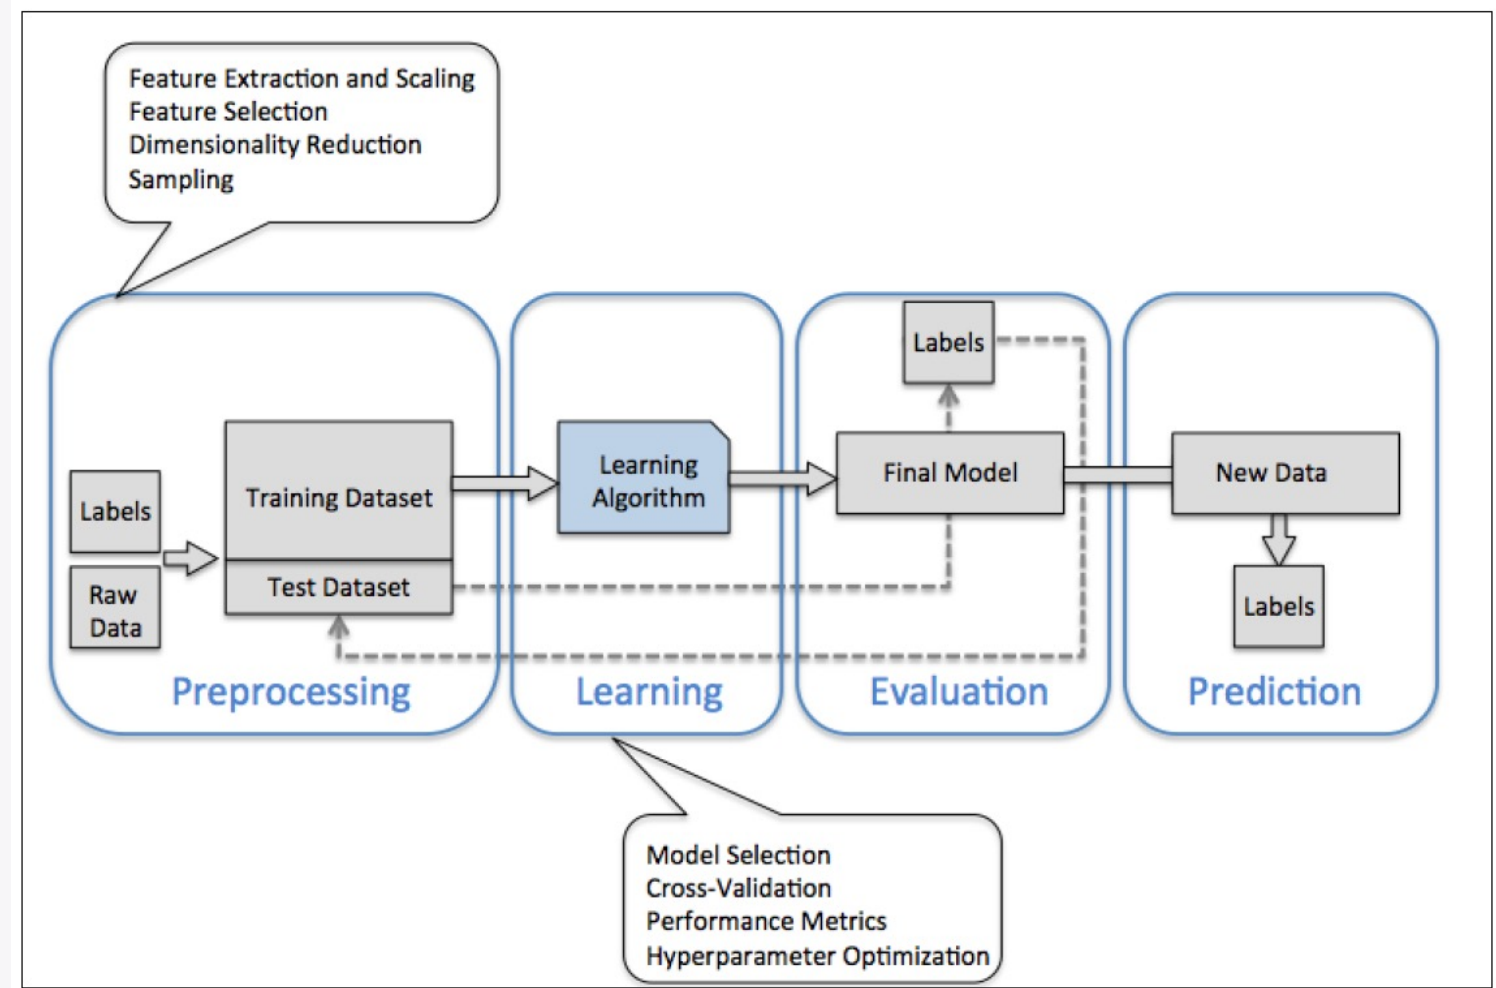 Feature Extraction and Scaling
Feature Selection
Dimensionality Reduction
Sampling
Labels
Raw
Data
Training Dataset
Test Dataset
Preprocessing
Learning
Algorithm
Learning
Labels
Final Model
Evaluation
New Data
Labels
Prediction
Model Selection
Cross-Validation
Performance Metrics
Hyperparameter Optimization